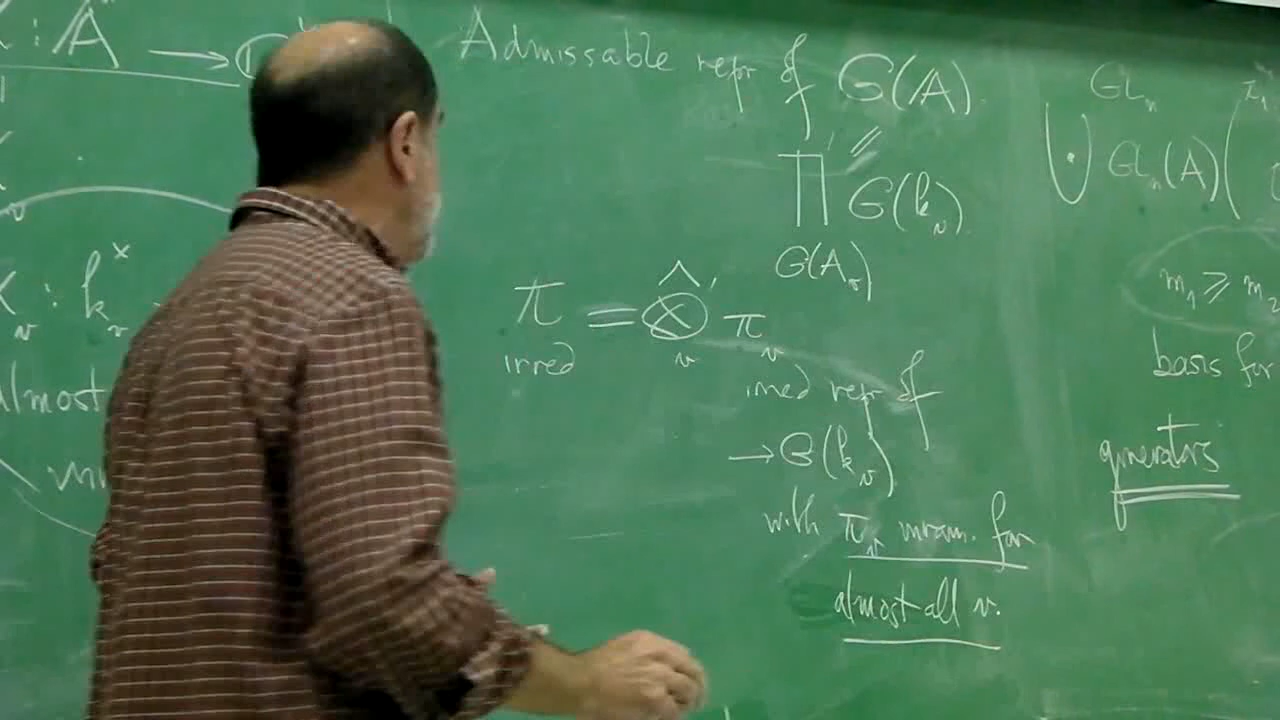 : 𝔸 →
Admissable repr of G(𝔸)
∏' G(k_v)
G(A_v)
π = ⊗̂'_v π_v
irred
irred repr of
→ G(k_v)
with π_v unram. for
almost all v.
: k_v^×
almost
GL_n
GL_n(A)(
m_1 ⩾ m_2
basis for
generators